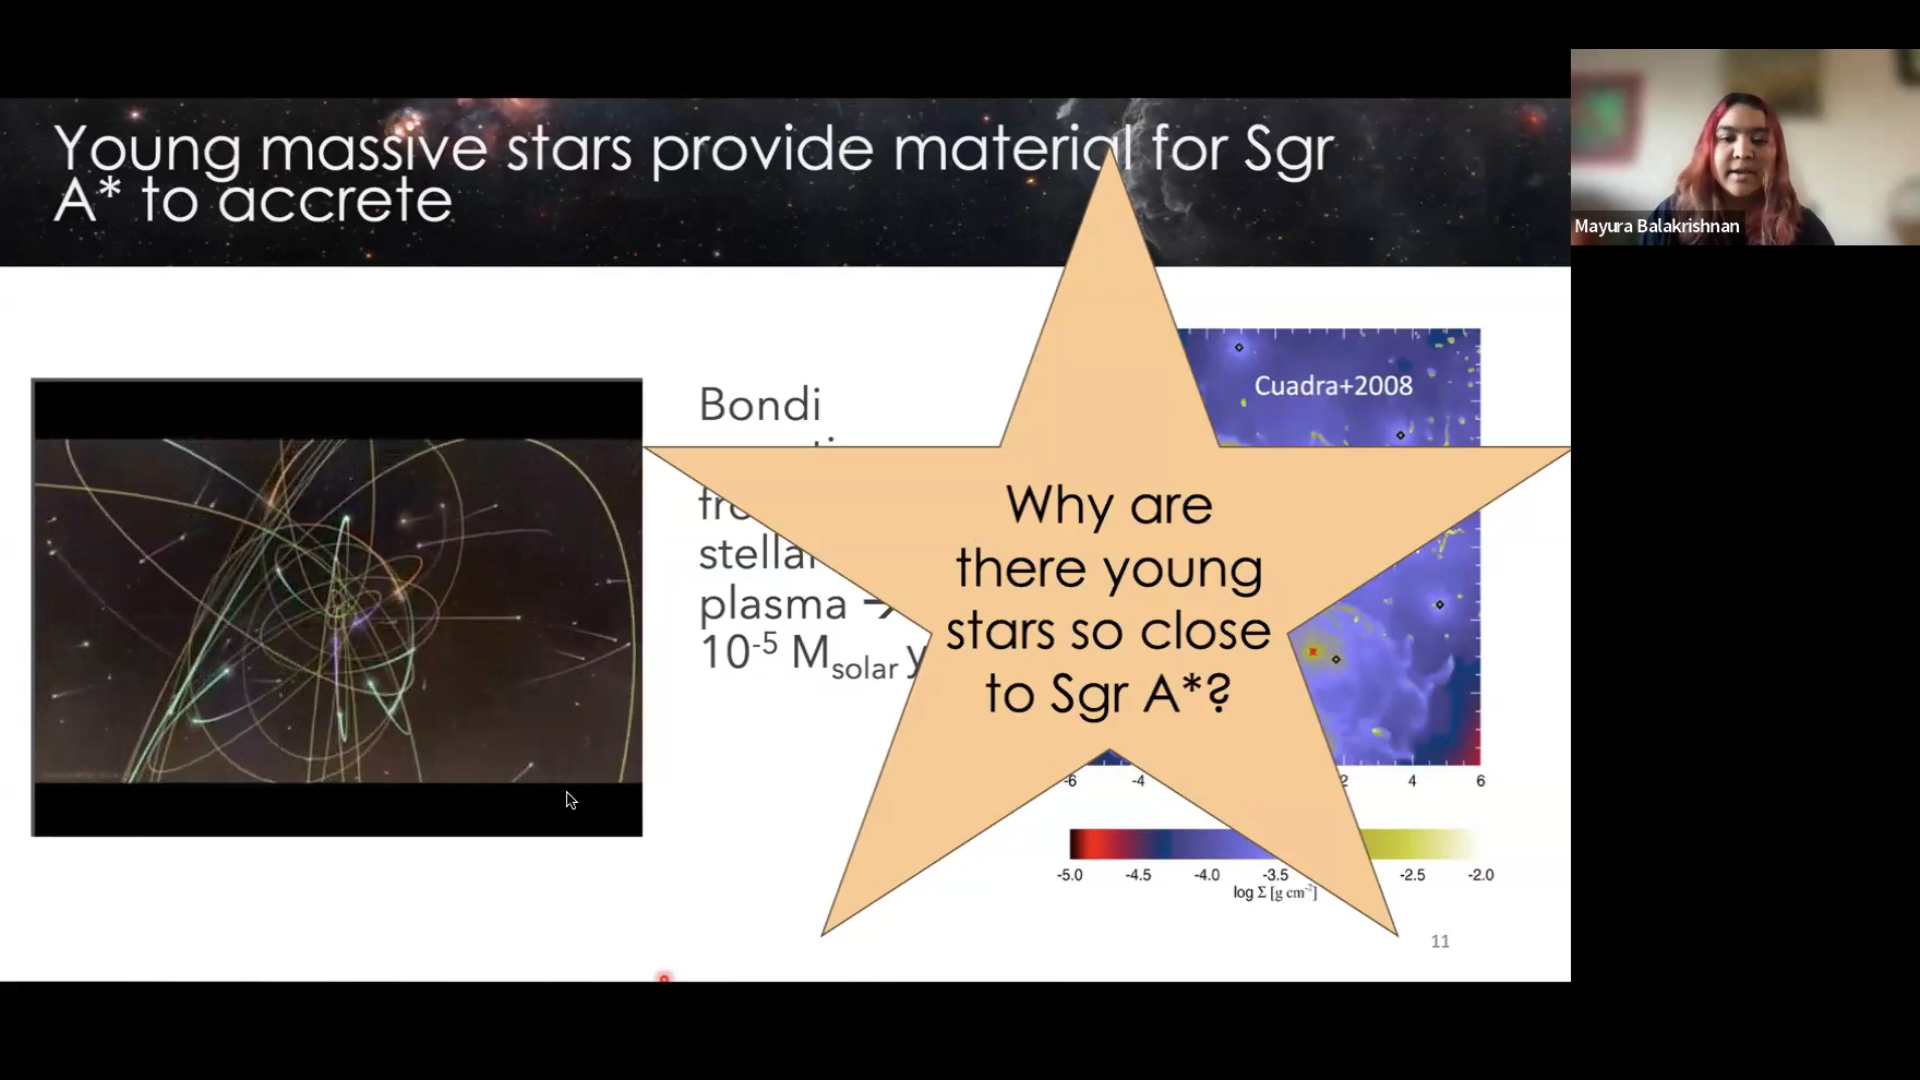 Young massive stars provide material for Sgr
A* to accrete
Mayura Balakrishnan
Bondi
stellar
plasma →
10⁻⁵ M_solar y
Cuadra+2008
Why are
there young
stars so close
to Sgr A*?
-6 -4 2 4 6
-5.0 -4.5 -4.0 -3.5 -2.5 -2.0
log Σ [g cm⁻²]
11